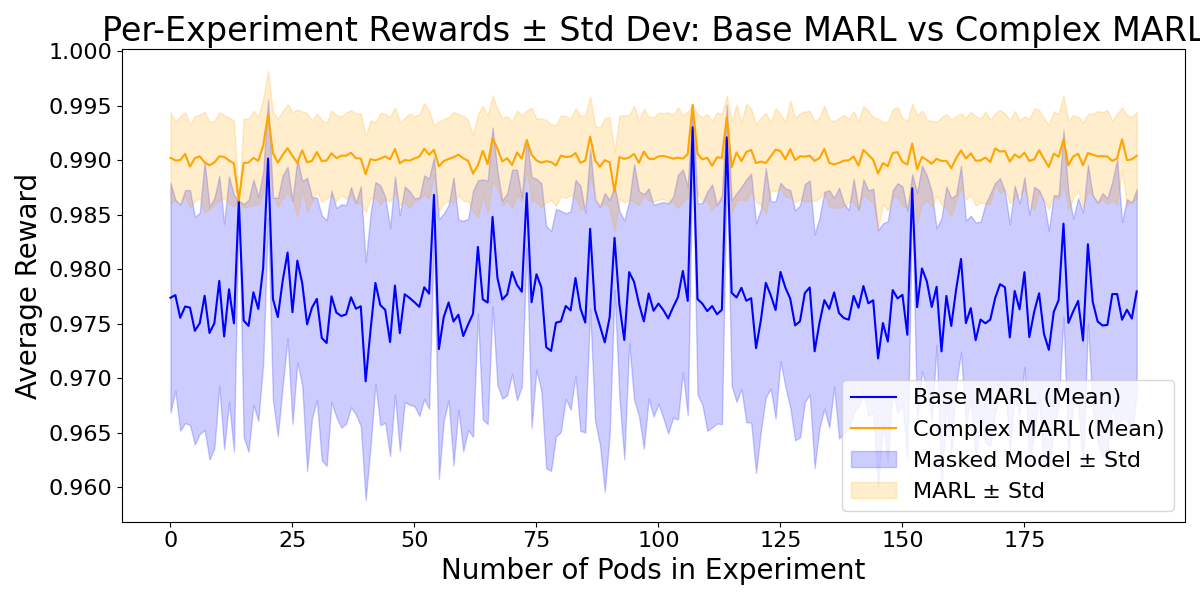 Per-Experiment Rewards ± Std Dev: Base MARL vs Complex MARL
1.000
0.995
0.990
0.985
0.980
0.975
0.970
0.965
0.960
Average Reward
Base MARL (Mean)
Complex MARL (Mean)
Masked Model ± Std
MARL ± Std
0 25 50 75 100 125 150 175
Number of Pods in Experiment